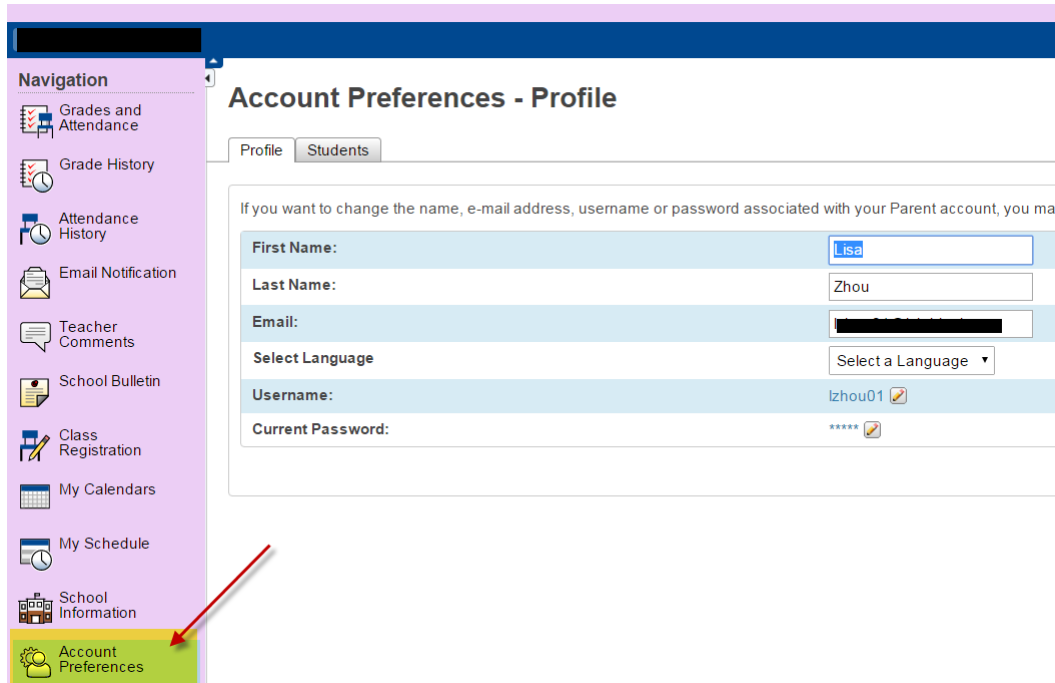 Navigation
Grades and
Attendance
Grade History
Attendance
History
Email Notification
Teacher
Comments
School Bulletin
Class
Registration
My Calendars
My Schedule
School
Information
Account
Preferences
Account Preferences - Profile
Profile Students
If you want to change the name, e-mail address, username or password associated with your Parent account, you ma
First Name: Lisa
Last Name: Zhou
Email:
Select Language Select a Language
Username: lzhou01
Current Password: *****